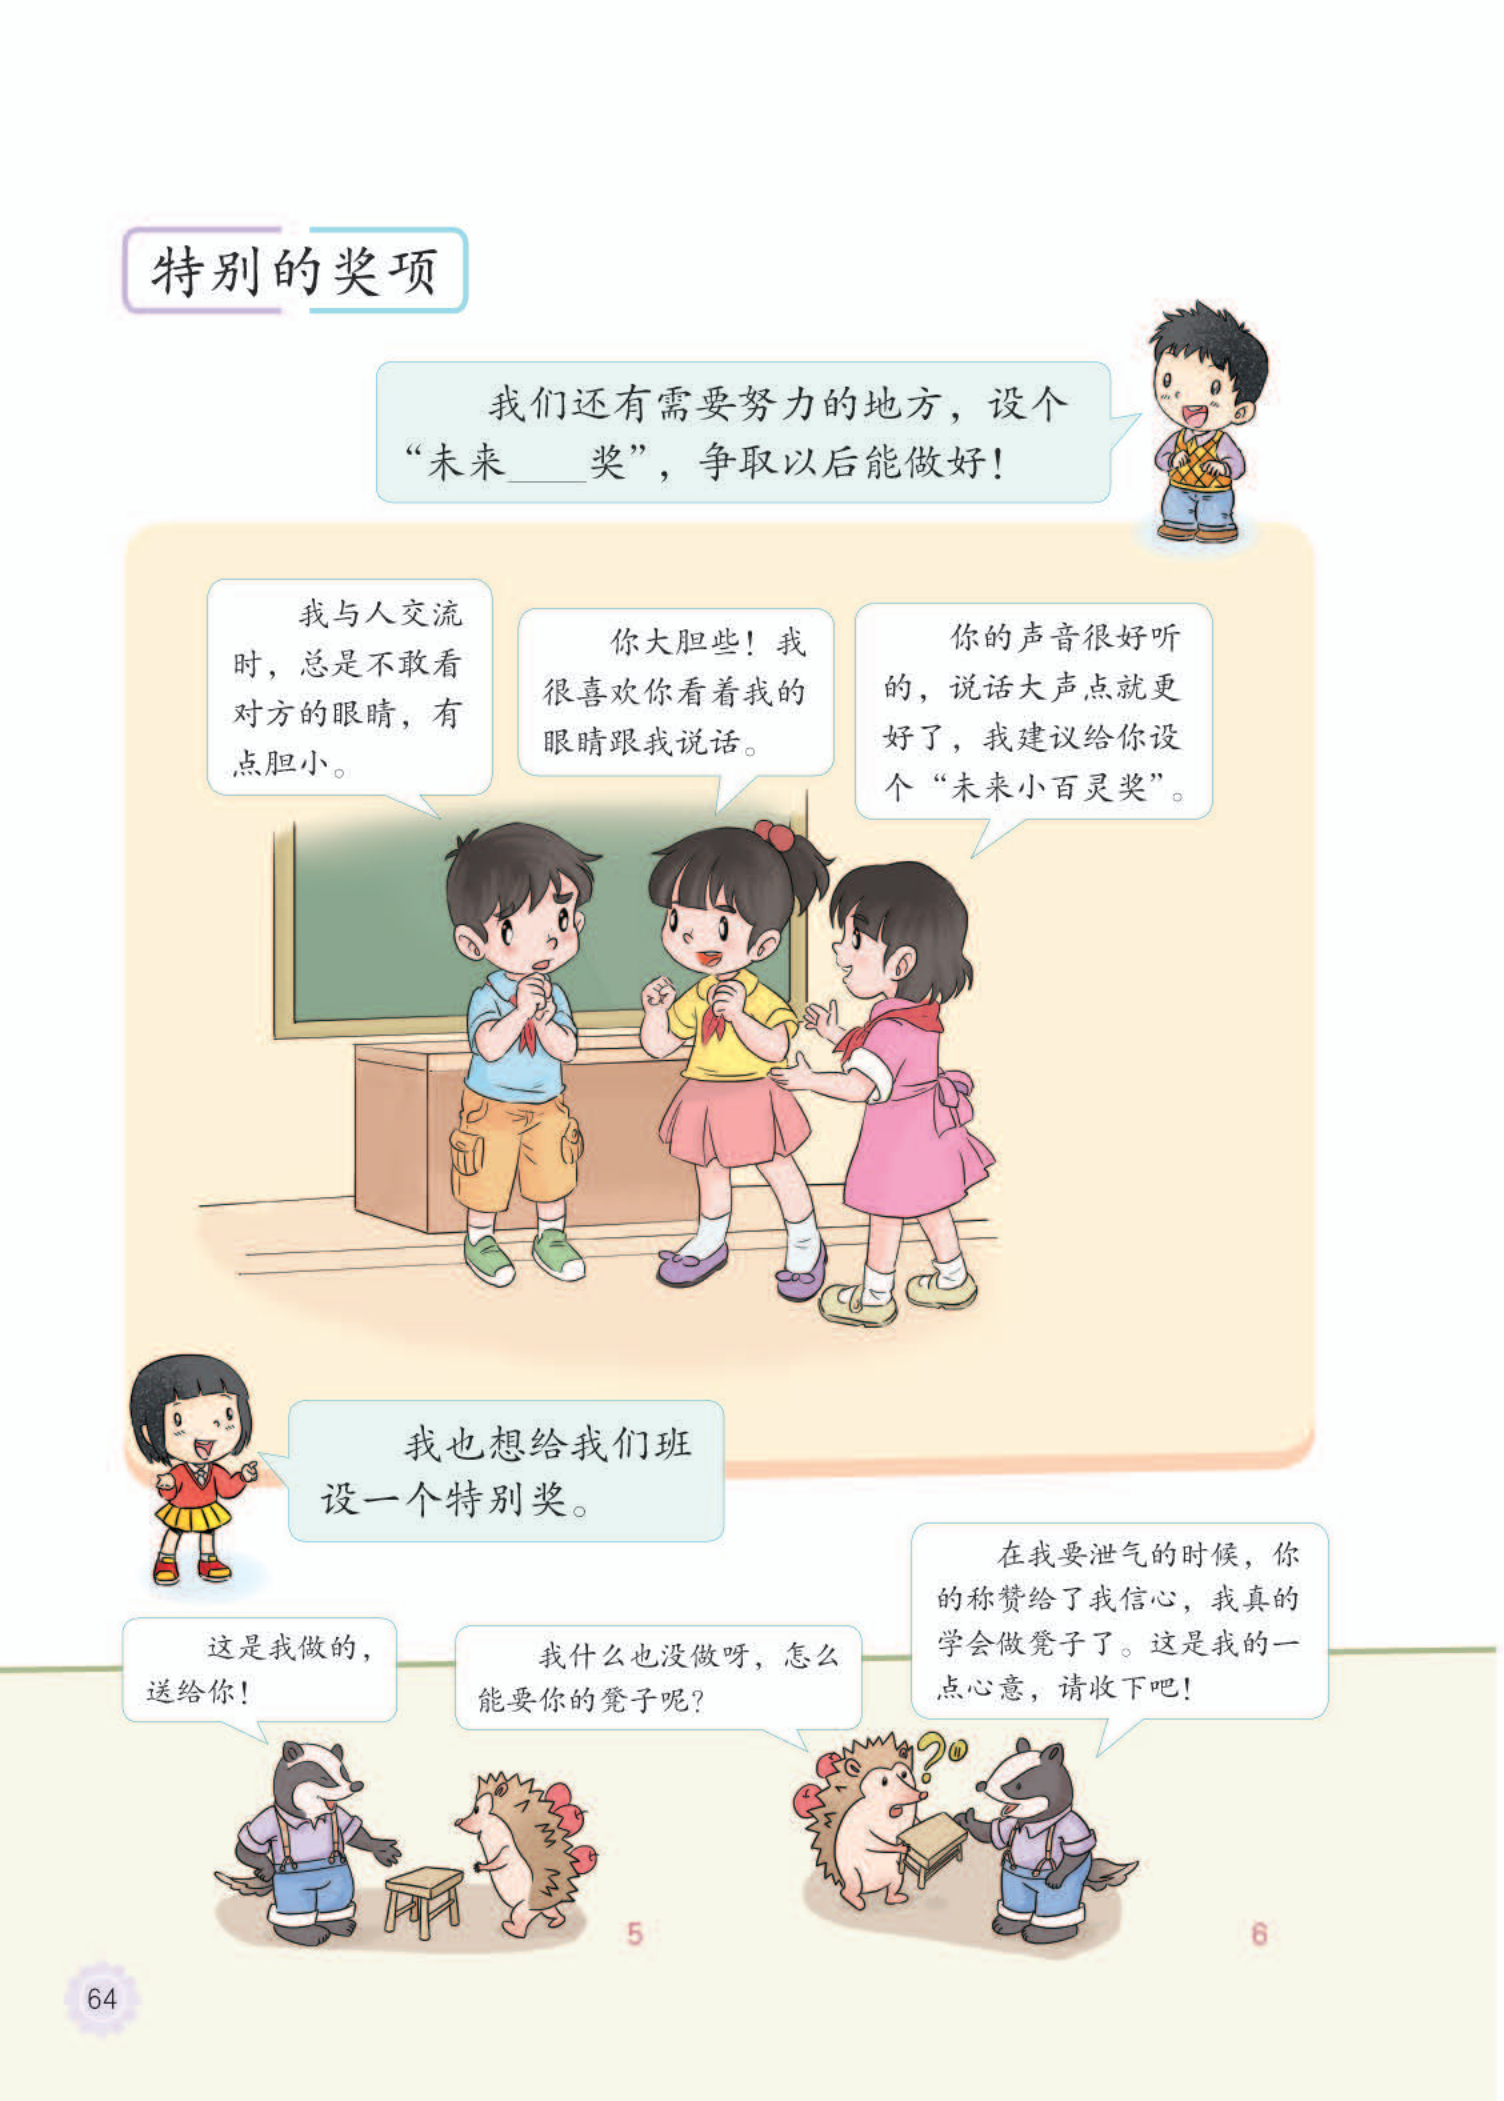 特别的奖项
我们还有需要努力的地方，设个
“未来____奖”，争取以后能做好！
我与人交流
时，总是不敢看
对方的眼睛，有
点胆小。
你大胆些！我
很喜欢你看着我的
眼睛跟我说话。
你的声音很好听
的，说话大声点就更
好了，我建议给你设
个“未来小百灵奖”。
我也想给我们班
设一个特别奖。
这是我做的，
送给你！
我什么也没做呀，怎么
能要你的凳子呢？
在我要泄气的时候，你
的称赞给了我信心，我真的
学会做凳子了。这是我的一
点心意，请收下吧！
5
6
64